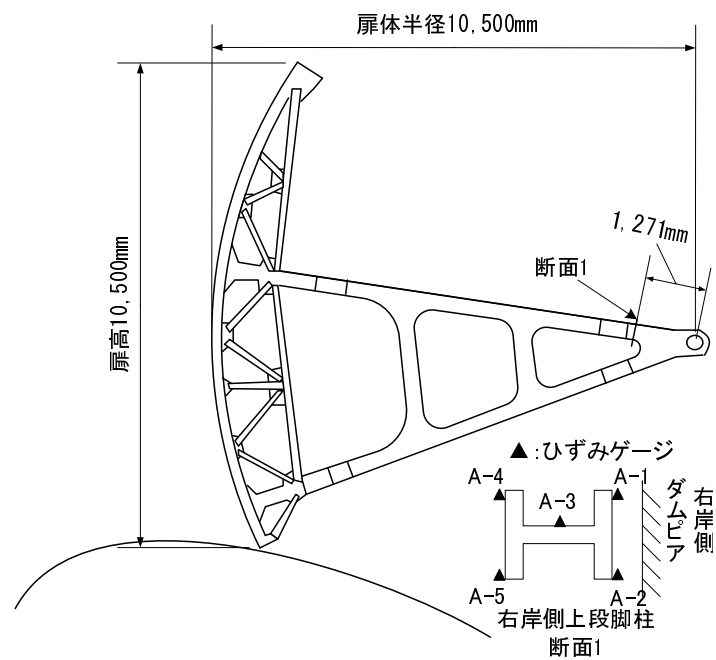 扉体半径10,500mm
1,271mm
断面1
扉高10,500mm
▲:ひずみゲージ
A-4
A-1
A-3
ダムピア
右岸側
A-5
A-2
右岸側上段脚柱
断面1